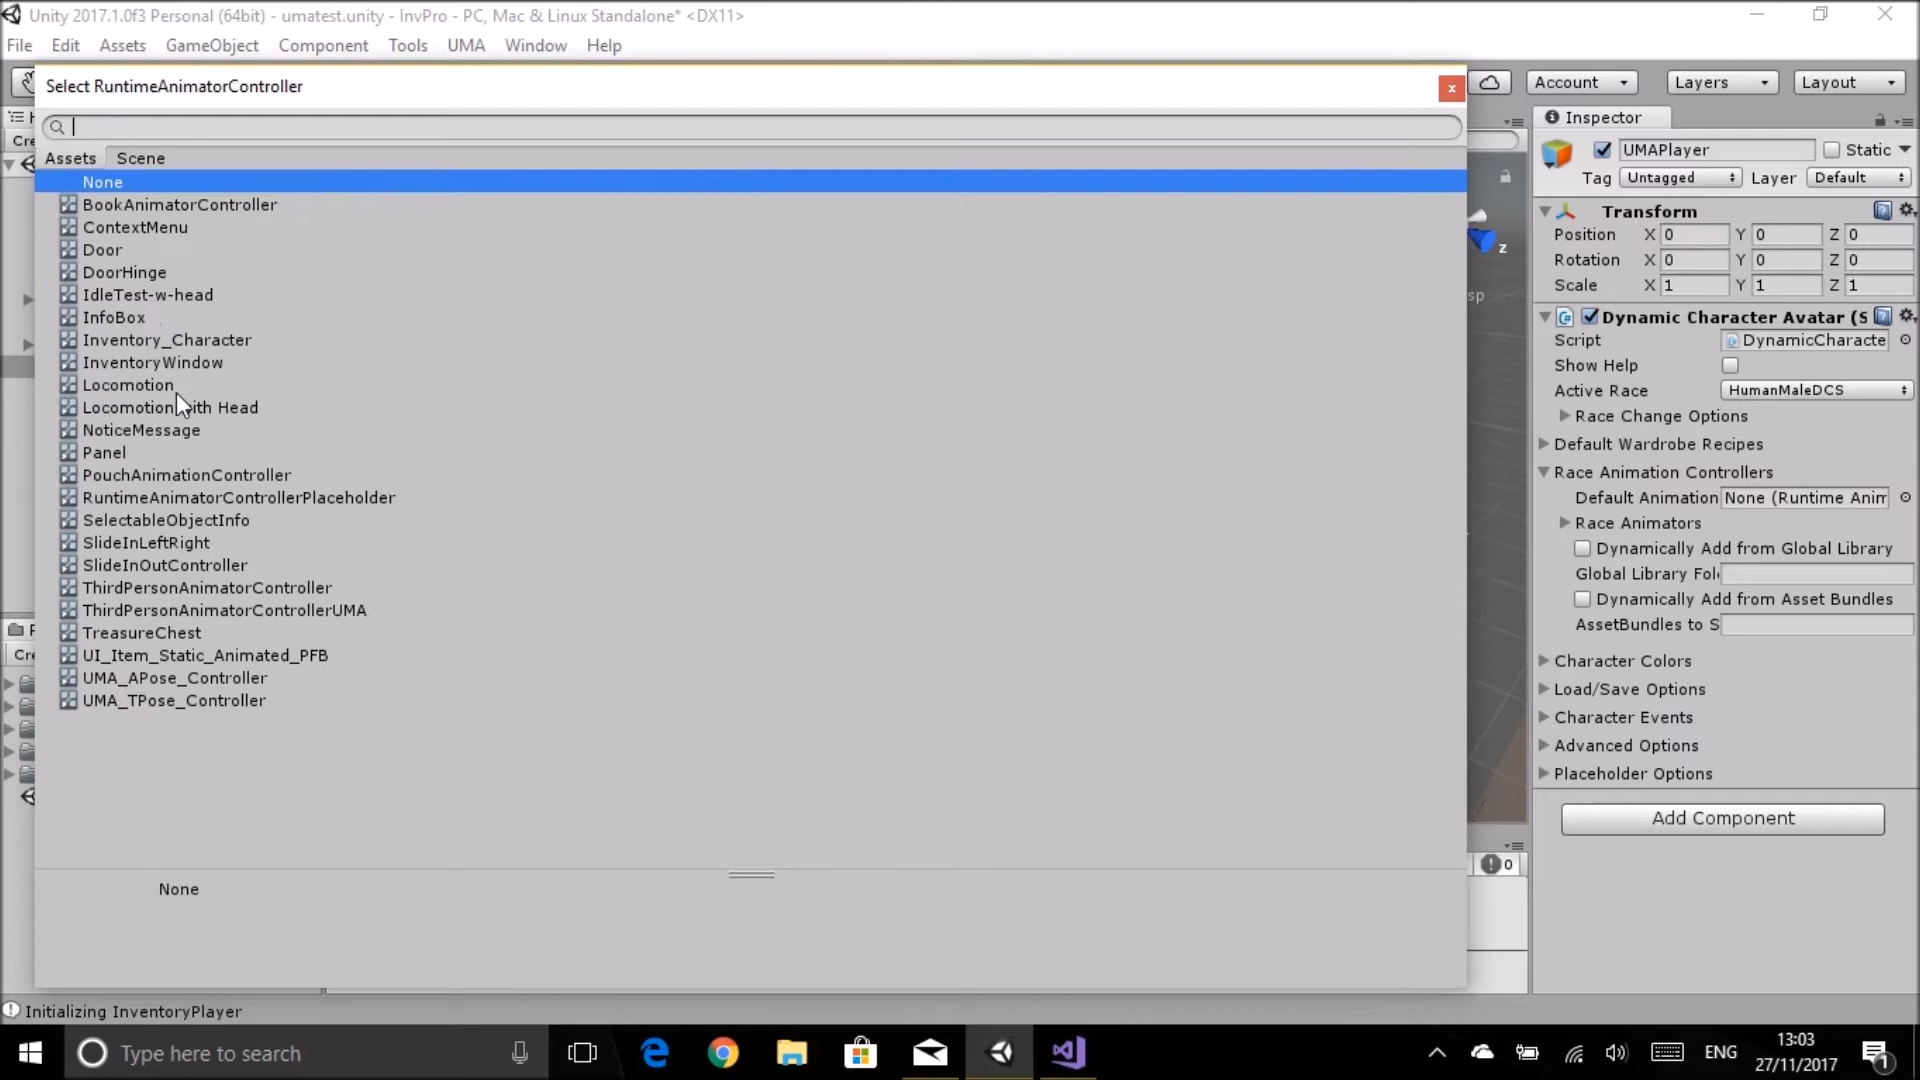 Unity 2017.1.0f3 Personal (64bit) - umatest.unity - InvPro - PC, Mac & Linux Standalone* <DX11>
File Edit Assets GameObject Component Tools UMA Window Help
Select RuntimeAnimatorController
x
Account Layers Layout
Inspector
Cre
Assets Scene
None
BookAnimatorController
ContextMenu
Door
DoorHinge
IdleTest-w-head
InfoBox
Inventory_Character
InventoryWindow
Locomotion
Locomotion with Head
NoticeMessage
Panel
PouchAnimationController
RuntimeAnimatorControllerPlaceholder
SelectableObjectInfo
SlideInLeftRight
SlideInOutController
ThirdPersonAnimatorController
ThirdPersonAnimatorControllerUMA
TreasureChest
UI_Item_Static_Animated_PFB
UMA_APose_Controller
UMA_TPose_Controller
None
Cre
z
sp
0
UMAPlayer Static
Tag Untagged Layer Default
Transform
Position X 0 Y 0 Z 0
Rotation X 0 Y 0 Z 0
Scale X 1 Y 1 Z 1
Dynamic Character Avatar (S
Script DynamicCharacte
Show Help
Active Race HumanMaleDCS
Race Change Options
Default Wardrobe Recipes
Race Animation Controllers
Default Animation None (Runtime Anim
Race Animators
Dynamically Add from Global Library
Global Library Fol
Dynamically Add from Asset Bundles
AssetBundles to S
Character Colors
Load/Save Options
Character Events
Advanced Options
Placeholder Options
Add Component
Initializing InventoryPlayer
Type here to search
ENG
13:03
27/11/2017
1